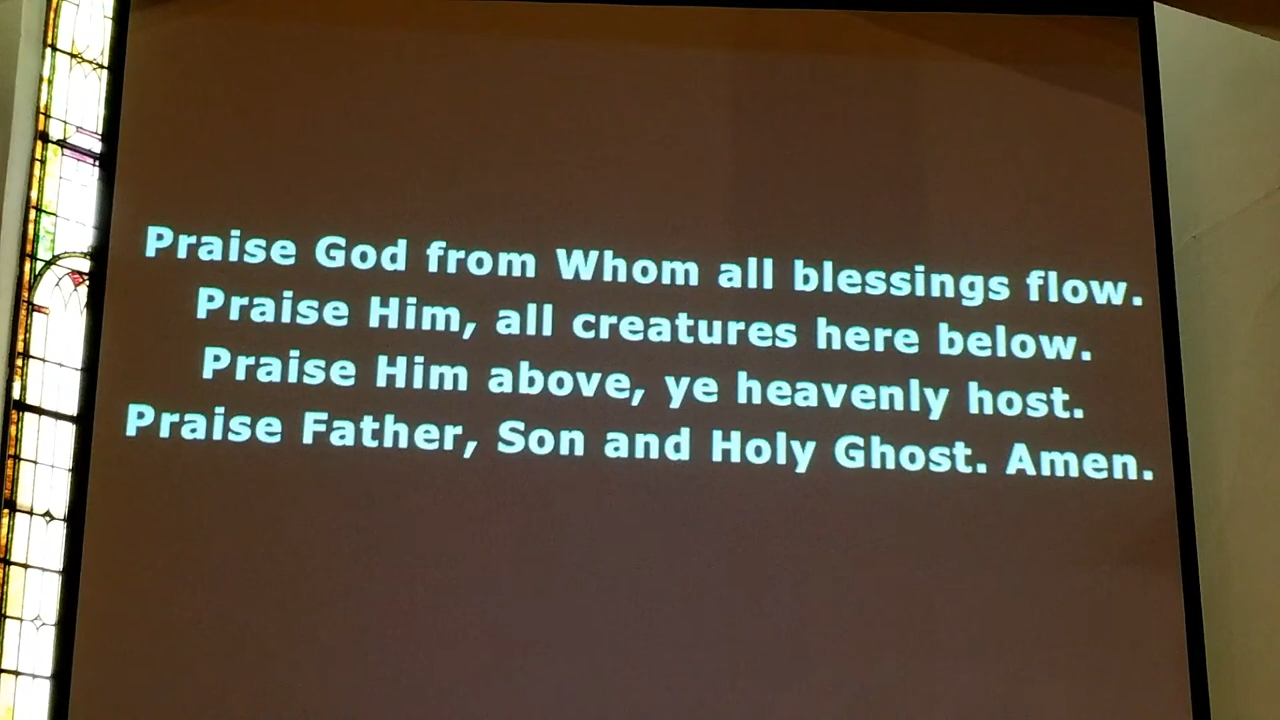 Praise God from Whom all blessings flow.
Praise Him, all creatures here below.
Praise Him above, ye heavenly host.
Praise Father, Son and Holy Ghost. Amen.